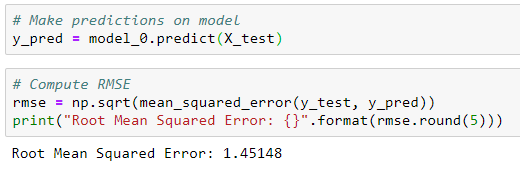 # Make predictions on model
y_pred = model_0.predict(X_test)
# Compute RMSE
rmse = np.sqrt(mean_squared_error(y_test, y_pred))
print("Root Mean Squared Error: {}".format(rmse.round(5)))
Root Mean Squared Error: 1.45148